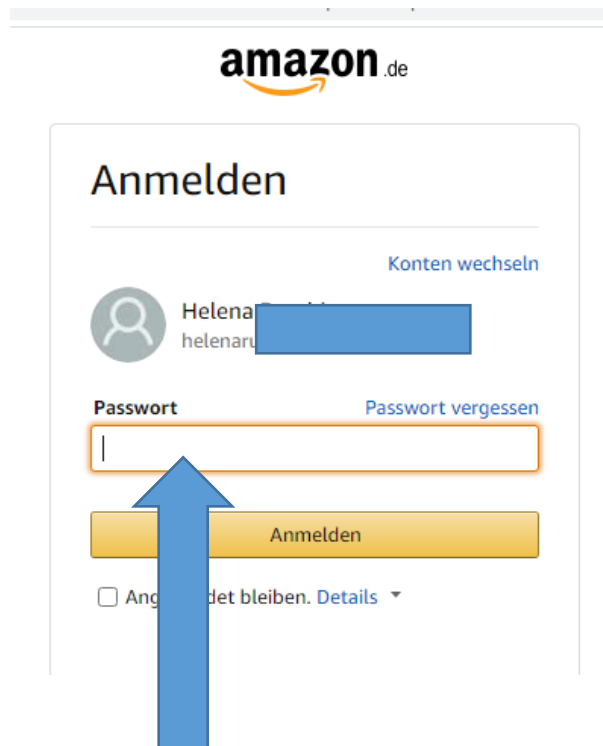 amazon.de
Anmelden
Konten wechseln
Helena
Passwort Passwort vergessen
Anmelden
bleiben. Details